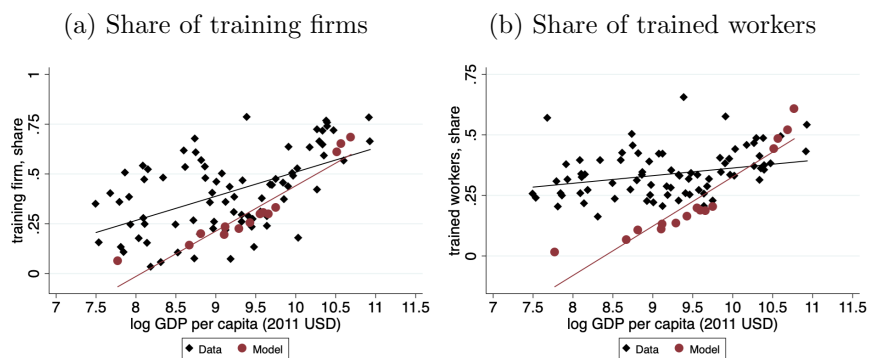 (a) Share of training firms
(b) Share of trained workers
training firm, share
0 .25 .5 .75 1
7 7.5 8 8.5 9 9.5 10 10.5 11 11.5
log GDP per capita (2011 USD)
Data Model
trained workers, share
0 .25 .5 .75
7 7.5 8 8.5 9 9.5 10 10.5 11 11.5
log GDP per capita (2011 USD)
Data Model